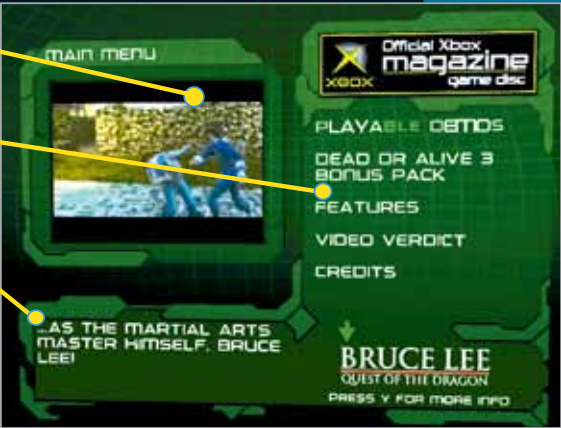 MAIN MENU
XBOX
Official Xbox
magazine
game disc
PLAYABLE DEMOS
DEAD OR ALIVE 3
BONUS PACK
FEATURES
VIDEO VERDICT
CREDITS
...AS THE MARTIAL ARTS
MASTER HIMSELF, BRUCE
LEE!
BRUCE LEE
QUEST OF THE DRAGON
PRESS Y FOR MORE INFO